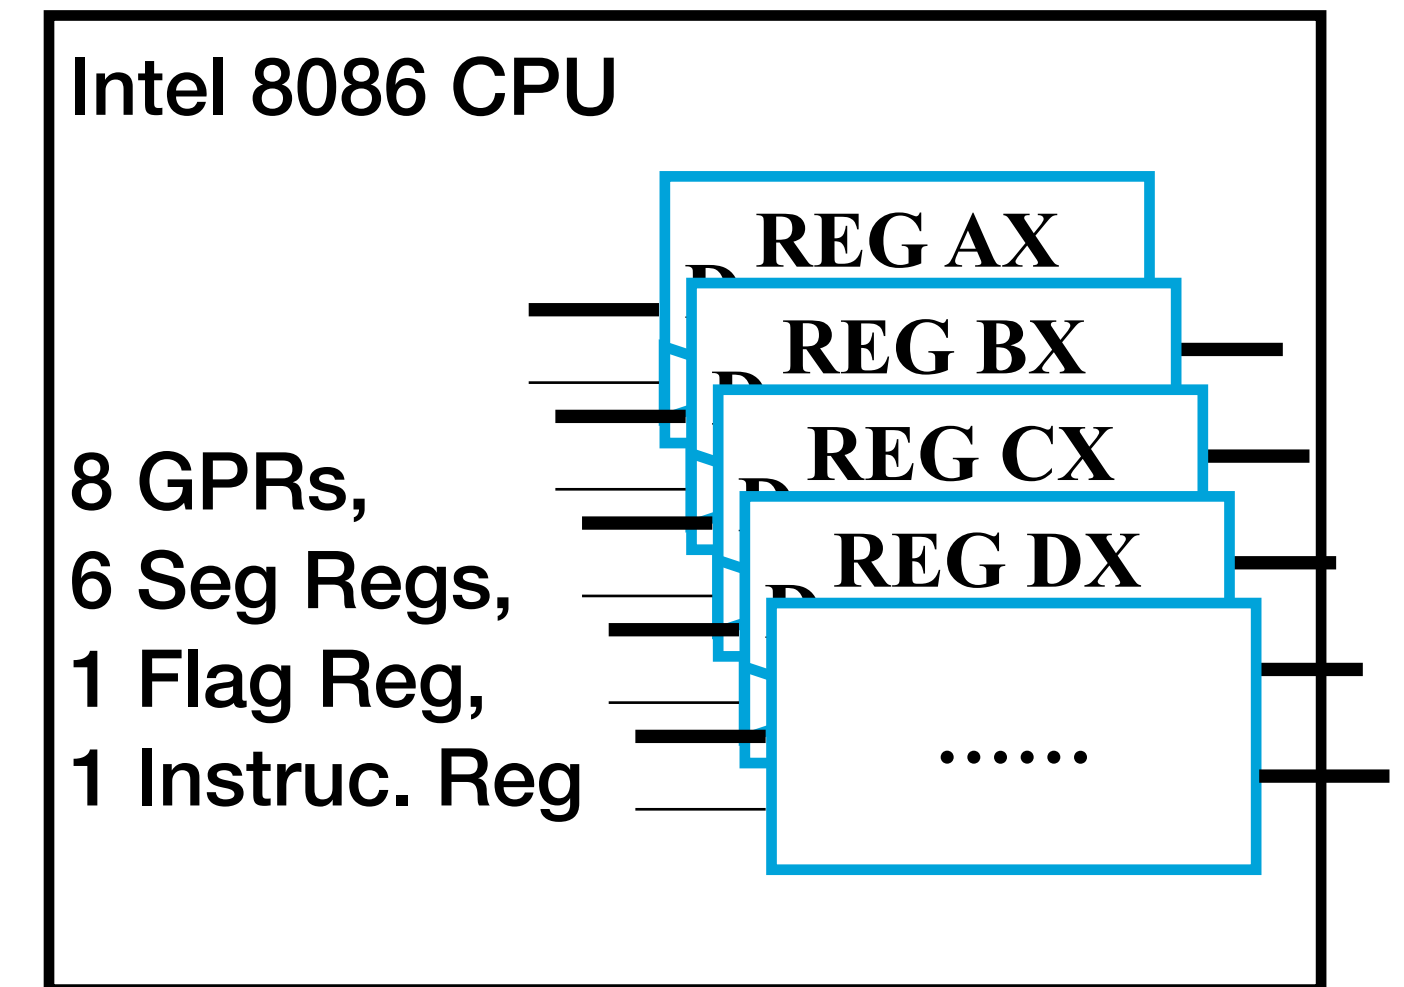 Intel 8086 CPU
REG AX
D
REG BX
D
REG CX
D
REG DX
D
......
8 GPRs,
6 Seg Regs,
1 Flag Reg,
1 Instruc. Reg